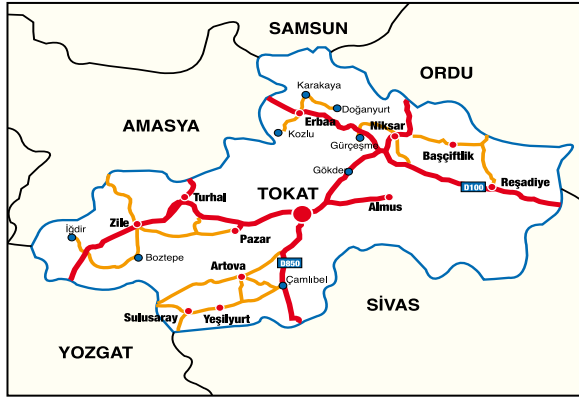 SAMSUN
ORDU
AMASYA
Karakaya
Doğanyurt
Erbaa
Kozlu
Niksar
Gürçeşme
Başçiftlik
Gökde
D100
Reşadiye
TOKAT
Almus
Turhal
Zile
İğdir
Pazar
Boztepe
Artova
D850
Çamlıbel
SİVAS
Sulusaray
Yeşilyurt
YOZGAT